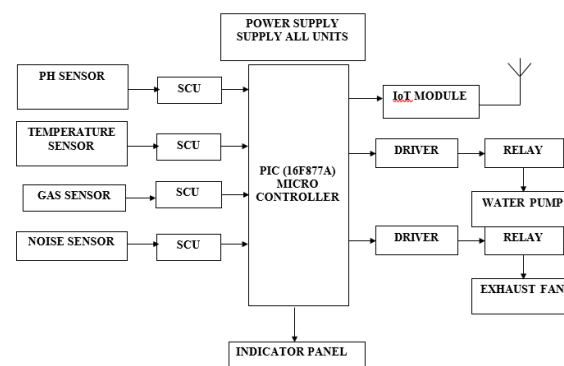 POWER SUPPLY
SUPPLY ALL UNITS
PH SENSOR
SCU
IoT MODULE
TEMPERATURE
SENSOR
SCU
DRIVER
RELAY
PIC (16F877A)
MICRO
CONTROLLER
GAS SENSOR
SCU
WATER PUMP
NOISE SENSOR
SCU
DRIVER
RELAY
EXHAUST FAN
INDICATOR PANEL